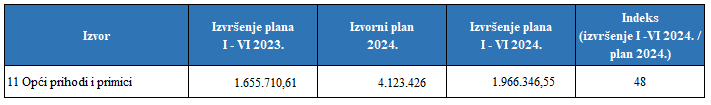 Izvor
Izvršenje plana
I - VI 2023.
Izvorni plan
2024.
Izvršenje plana
I - VI 2024.
Indeks
(izvršenje I -VI 2024. /
plan 2024.)
11 Opći prihodi i primici 1.655.710,61 4.123.426 1.966.346,55 48